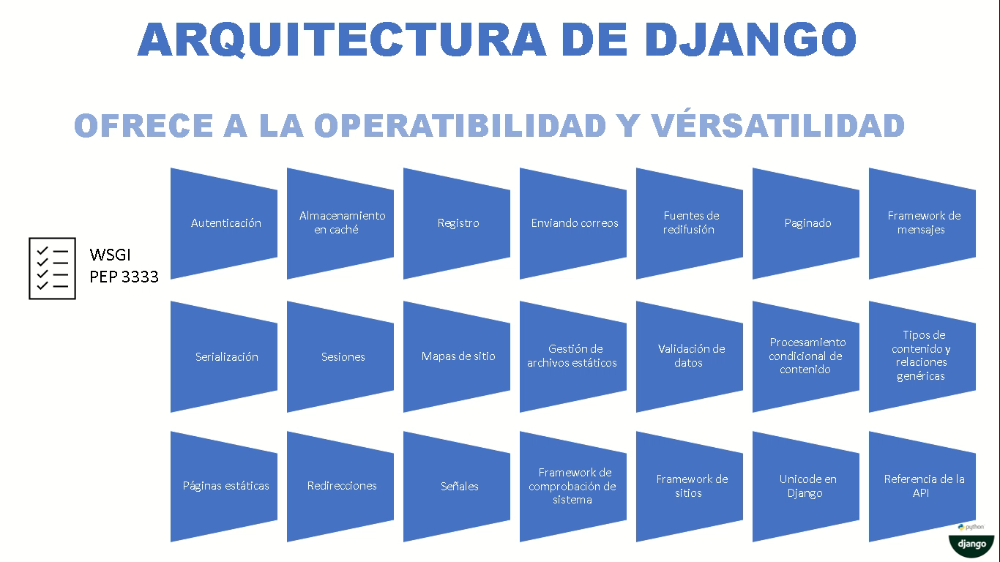 ARQUITECTURA DE DJANGO
OFRECE A LA OPERATIBILIDAD Y VÉRSATILIDAD
WSGI
PEP 3333
Autenticación
Almacenamiento
en caché
Registro
Enviando correos
Fuentes de
redifusión
Paginado
Framework de
mensajes
Serialización
Sesiones
Mapas de sitio
Gestión de
archivos estáticos
Validación de
datos
Procesamiento
condicional de
contenido
Tipos de
contenido y
relaciones
genéricas
Páginas estáticas
Redirecciones
Señales
Framework de
comprobación de
sistema
Framework de
sitios
Unicode en
Django
Referencia de la
API
python
django